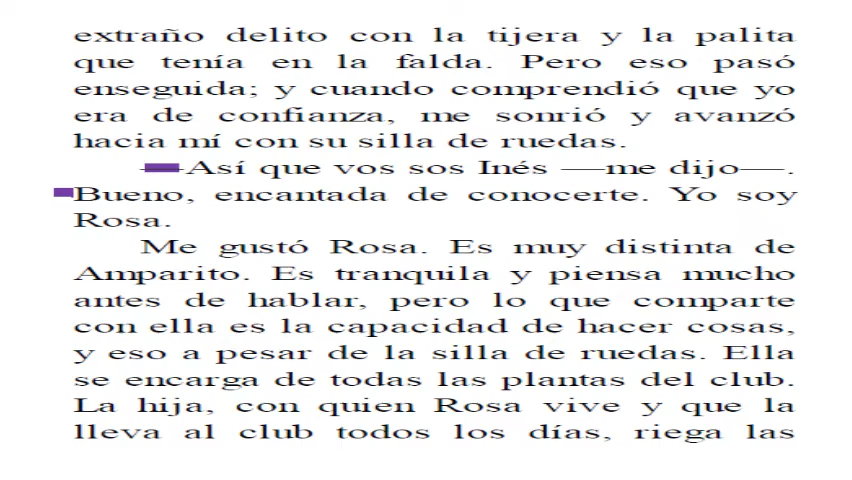 extraño delito con la tijera y la palita
que tenía en la falda. Pero eso pasó
enseguida; y cuando comprendió que yo
era de confianza, me sonrió y avanzó
hacia mí con su silla de ruedas.
—Así que vos sos Inés —me dijo—.
Bueno, encantada de conocerte. Yo soy
Rosa.
Me gustó Rosa. Es muy distinta de
Amparito. Es tranquila y piensa mucho
antes de hablar, pero lo que comparte
con ella es la capacidad de hacer cosas,
y eso a pesar de la silla de ruedas. Ella
se encarga de todas las plantas del club.
La hija, con quien Rosa vive y que la
lleva al club todos los días, riega las